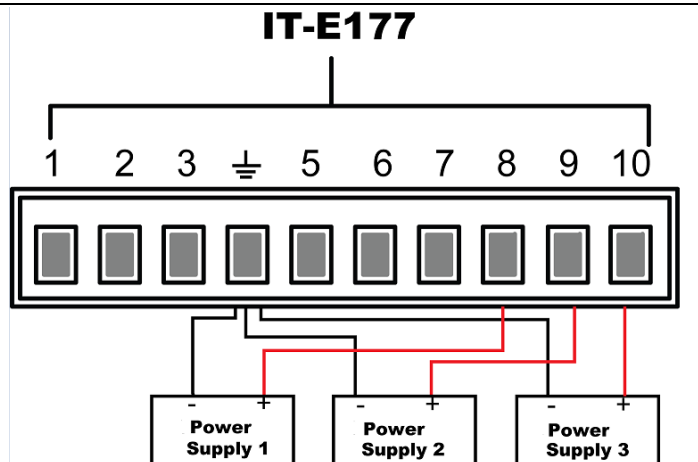 IT-E177
1 2 3 5 6 7 8 9 10
- + - + - +
Power Power Power
Supply 1 Supply 2 Supply 3